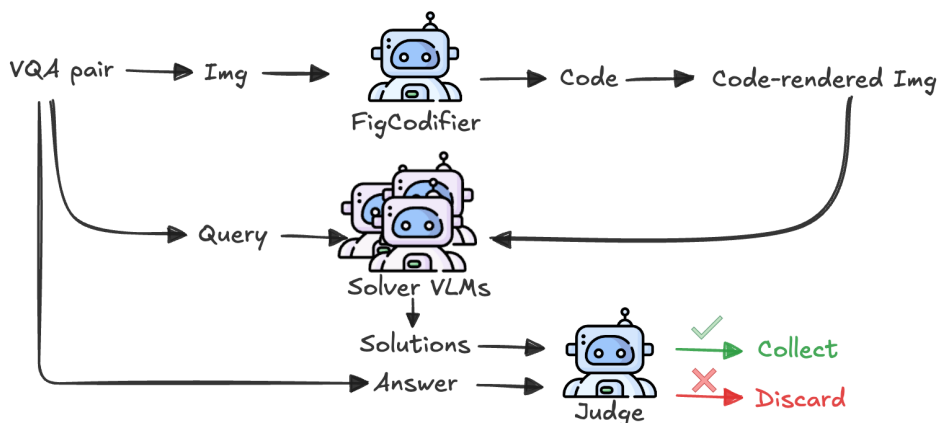 VQA pair
Img
Code
Code-rendered Img
FigCodifier
Query
Solver VLMs
Solutions
Collect
Answer
Discard
Judge